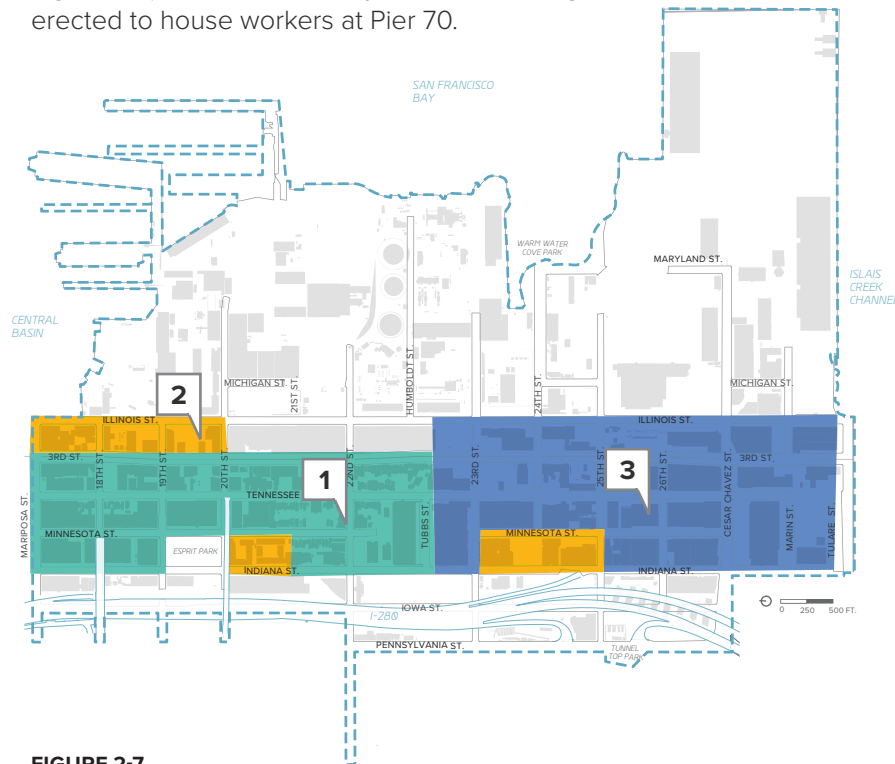 erected to house workers at Pier 70.
SAN FRANCISCO
BAY
WARM WATER
COVE PARK
MARYLAND ST.
ISLAIS
CREEK
CHANNEL
CENTRAL
BASIN
MICHIGAN ST.
21ST ST.
HUMBOLDT ST.
24TH ST.
MICHIGAN ST.
2
ILLINOIS ST.
ILLINOIS ST.
3RD ST.
18TH ST.
19TH ST.
20TH ST.
1
22ND ST.
23RD ST.
25TH ST.
3
26TH ST.
3RD ST.
CESAR CHAVEZ ST.
TENNESSEE
MARIPOSA ST.
MINNESOTA ST.
ESPRIT PARK
TUBBS ST.
MINNESOTA ST.
MARIN ST.
TULARE ST.
INDIANA ST.
INDIANA ST.
IOWA ST.
I-280
0 250 500 FT.
PENNSYLVANIA ST.
TUNNEL
TOP PARK
FIGURE 2-7